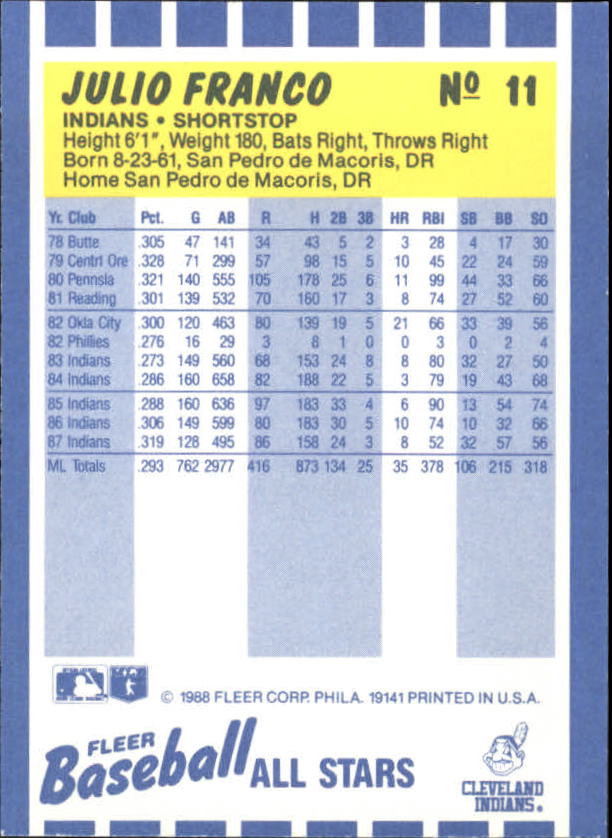 JULIO FRANCO Nº 11
INDIANS • SHORTSTOP
Height 6'1", Weight 180, Bats Right, Throws Right
Born 8-23-61, San Pedro de Macoris, DR
Home San Pedro de Macoris, DR
Yr. Club Pct. G AB R H 2B 3B HR RBI SB BB SO
78 Butte .305 47 141 34 43 5 2 3 28 4 17 30
79 Centrl Ore .328 71 299 57 98 15 5 10 45 22 24 59
80 Pennsla .321 140 555 105 178 25 6 11 99 44 33 66
81 Reading .301 139 532 70 160 17 3 8 74 27 52 60
82 Okla City .300 120 463 80 139 19 5 21 66 33 39 56
82 Phillies .276 16 29 3 8 1 0 0 3 0 2 4
83 Indians .273 149 560 68 153 24 8 8 80 32 27 50
84 Indians .286 160 658 82 188 22 5 3 79 19 43 68
85 Indians .288 160 636 97 183 33 4 6 90 13 54 74
86 Indians .306 149 599 80 183 30 5 10 74 10 32 66
87 Indians .319 128 495 86 158 24 3 8 52 32 57 56
ML Totals .293 762 2977 416 873 134 25 35 378 106 215 318
© 1988 FLEER CORP. PHILA. 19141 PRINTED IN U.S.A.
FLEER
Baseball ALL STARS
CLEVELAND
INDIANS.